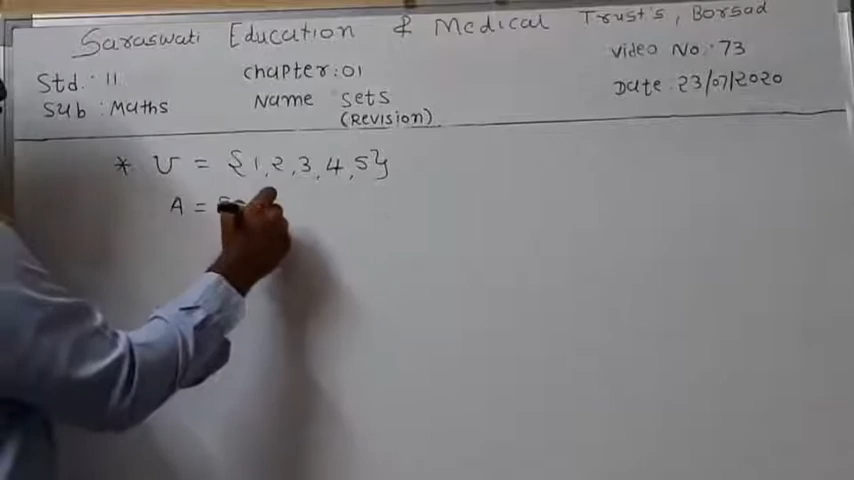 Saraswati Education & Medical Trust's, Borsad
Std. : 11 Chapter : 01 Video No. : 73
Sub : Maths Name Sets Date : 23/07/2020
(Revision)
* U = {1, 2, 3, 4, 5}
A =